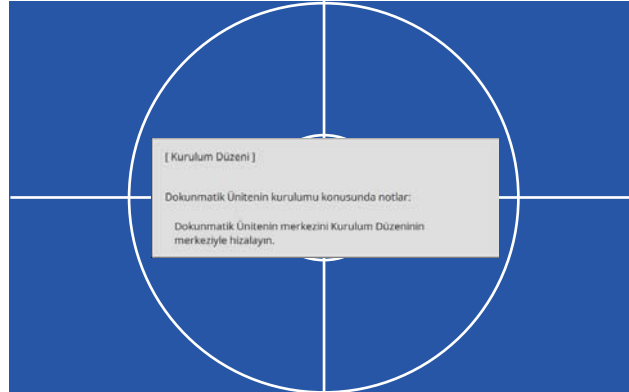 [ Kurulum Düzeni ]
Dokunmatik Ünitenin kurulumu konusunda notlar:
Dokunmatik Ünitenin merkezini Kurulum Düzeninin
merkeziyle hizalayın.